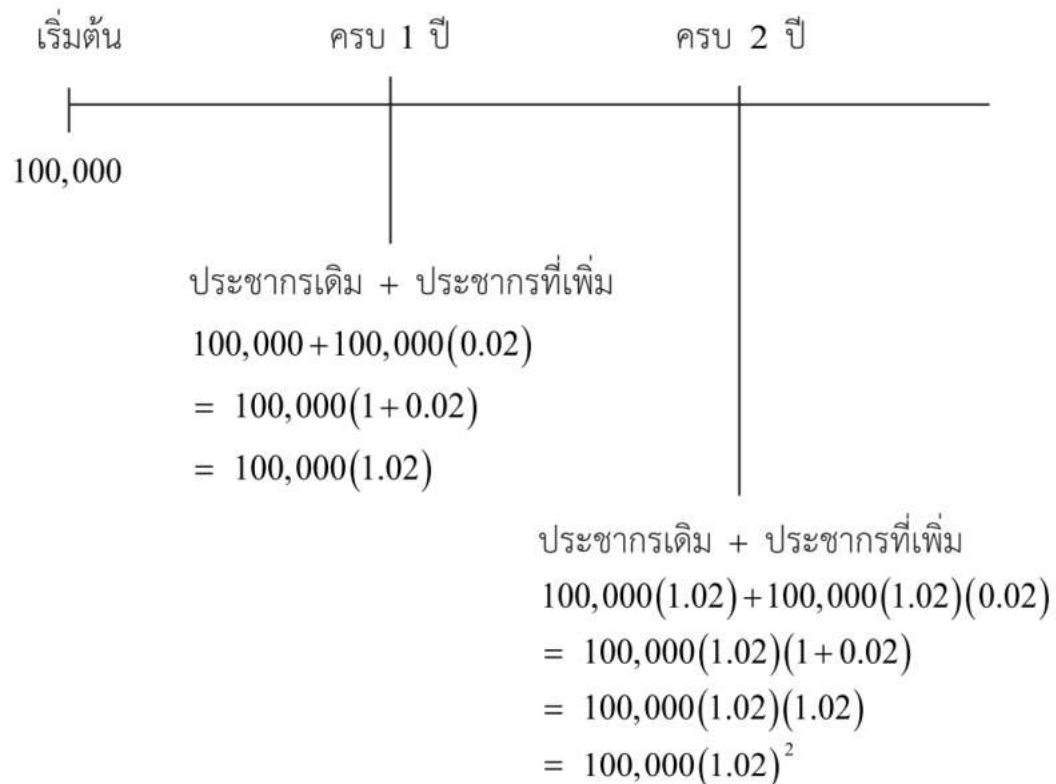 เริ่มต้น ครบ 1 ปี ครบ 2 ปี
100,000
ประชากรเดิม + ประชากรที่เพิ่ม
100,000+100,000(0.02)
= 100,000(1+0.02)
= 100,000(1.02)
ประชากรเดิม + ประชากรที่เพิ่ม
100,000(1.02)+100,000(1.02)(0.02)
= 100,000(1.02)(1+0.02)
= 100,000(1.02)(1.02)
= 100,000(1.02)²